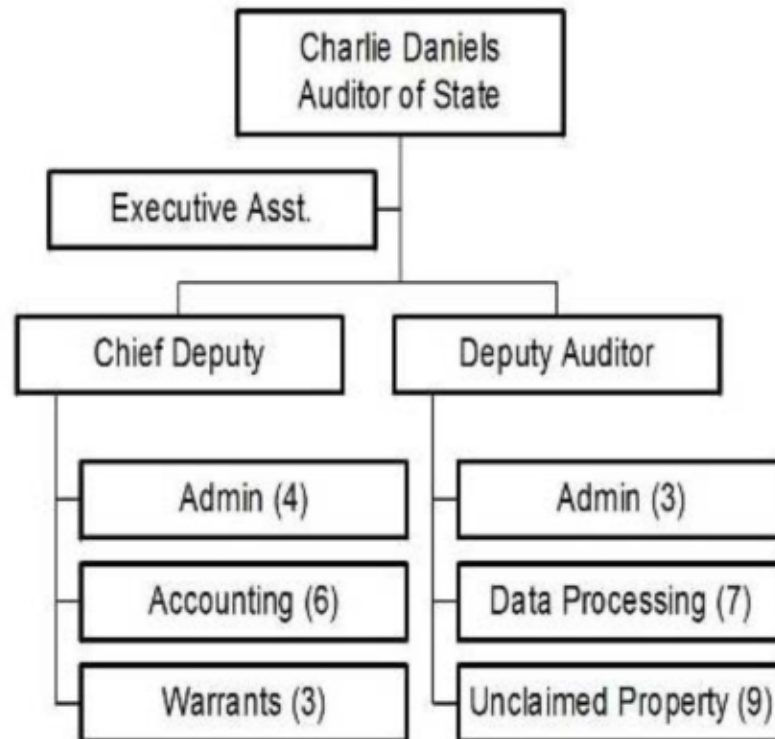 Charlie Daniels
Auditor of State
Executive Asst.
Chief Deputy
Deputy Auditor
Admin (4)
Admin (3)
Accounting (6)
Data Processing (7)
Warrants (3)
Unclaimed Property (9)